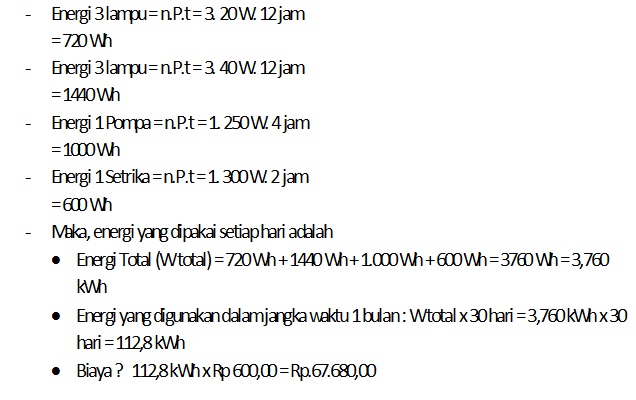 - Energi 3 lampu = n.P.t = 3. 20 W. 12 jam
= 720 Wh
- Energi 3 lampu = n.P.t = 3. 40 W. 12 jam
= 1440 Wh
- Energi 1 Pompa = n.P.t = 1. 250 W. 4 jam
= 1000 Wh
- Energi 1 Setrika = n.P.t = 1. 300 W. 2 jam
= 600 Wh
- Maka, energi yang dipakai setiap hari adalah
• Energi Total (Wtotal) = 720 Wh + 1440 Wh + 1.000 Wh + 600 Wh = 3760 Wh = 3,760
kWh
• Energi yang digunakan dalam jangka waktu 1 bulan : Wtotal x 30 hari = 3,760 kWh x 30
hari = 112,8 kWh
• Biaya ? 112,8 kWh x Rp 600,00 = Rp.67.680,00